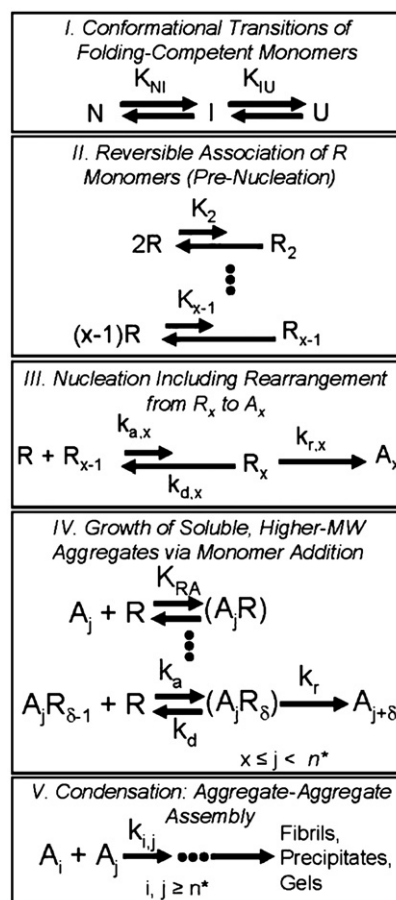 I. Conformational Transitions of
Folding-Competent Monomers
K_NI K_IU
N I U
II. Reversible Association of R
Monomers (Pre-Nucleation)
K_2
2R R_2
K_x-1
(x-1)R R_x-1
III. Nucleation Including Rearrangement
from R_x to A_x
k_a,x k_r,x
R + R_x-1 R_x A_x
k_d,x
IV. Growth of Soluble, Higher-MW
Aggregates via Monomer Addition
K_RA
A_j + R (A_jR)
k_a k_r
A_jR_δ-1 + R (A_jR_δ) A_j+δ
k_d
x ≤ j < n*
V. Condensation: Aggregate-Aggregate
Assembly
k_i,j Fibrils,
A_i + A_j Precipitates,
i, j ≥ n* Gels